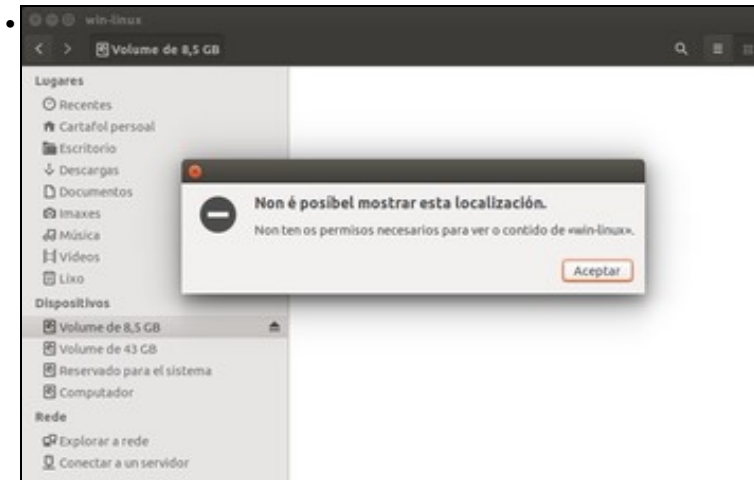 win-linux
Volume de 8,5 GB
Lugares
Recentes
Cartafol persoal
Escritorio
Descargas
Documentos
Imaxes
Música
Vídeos
Lixo
Dispositivos
Volume de 8,5 GB
Volume de 43 GB
Reservado para el sistema
Computador
Rede
Explorar a rede
Conectar a un servidor
Non é posíbel mostrar esta localización.
Non ten os permisos necesarios para ver o contido de «win-linux».
Aceptar